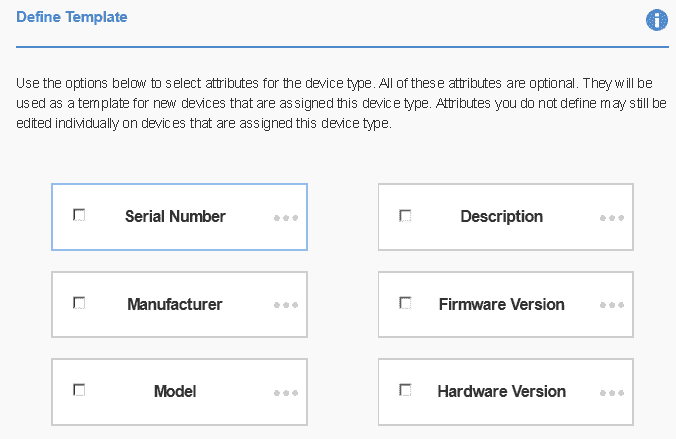 Define Template
Use the options below to select attributes for the device type. All of these attributes are optional. They will be
used as a template for new devices that are assigned this device type. Attributes you do not define may still be
edited individually on devices that are assigned this device type.
Serial Number
Description
Manufacturer
Firmware Version
Model
Hardware Version